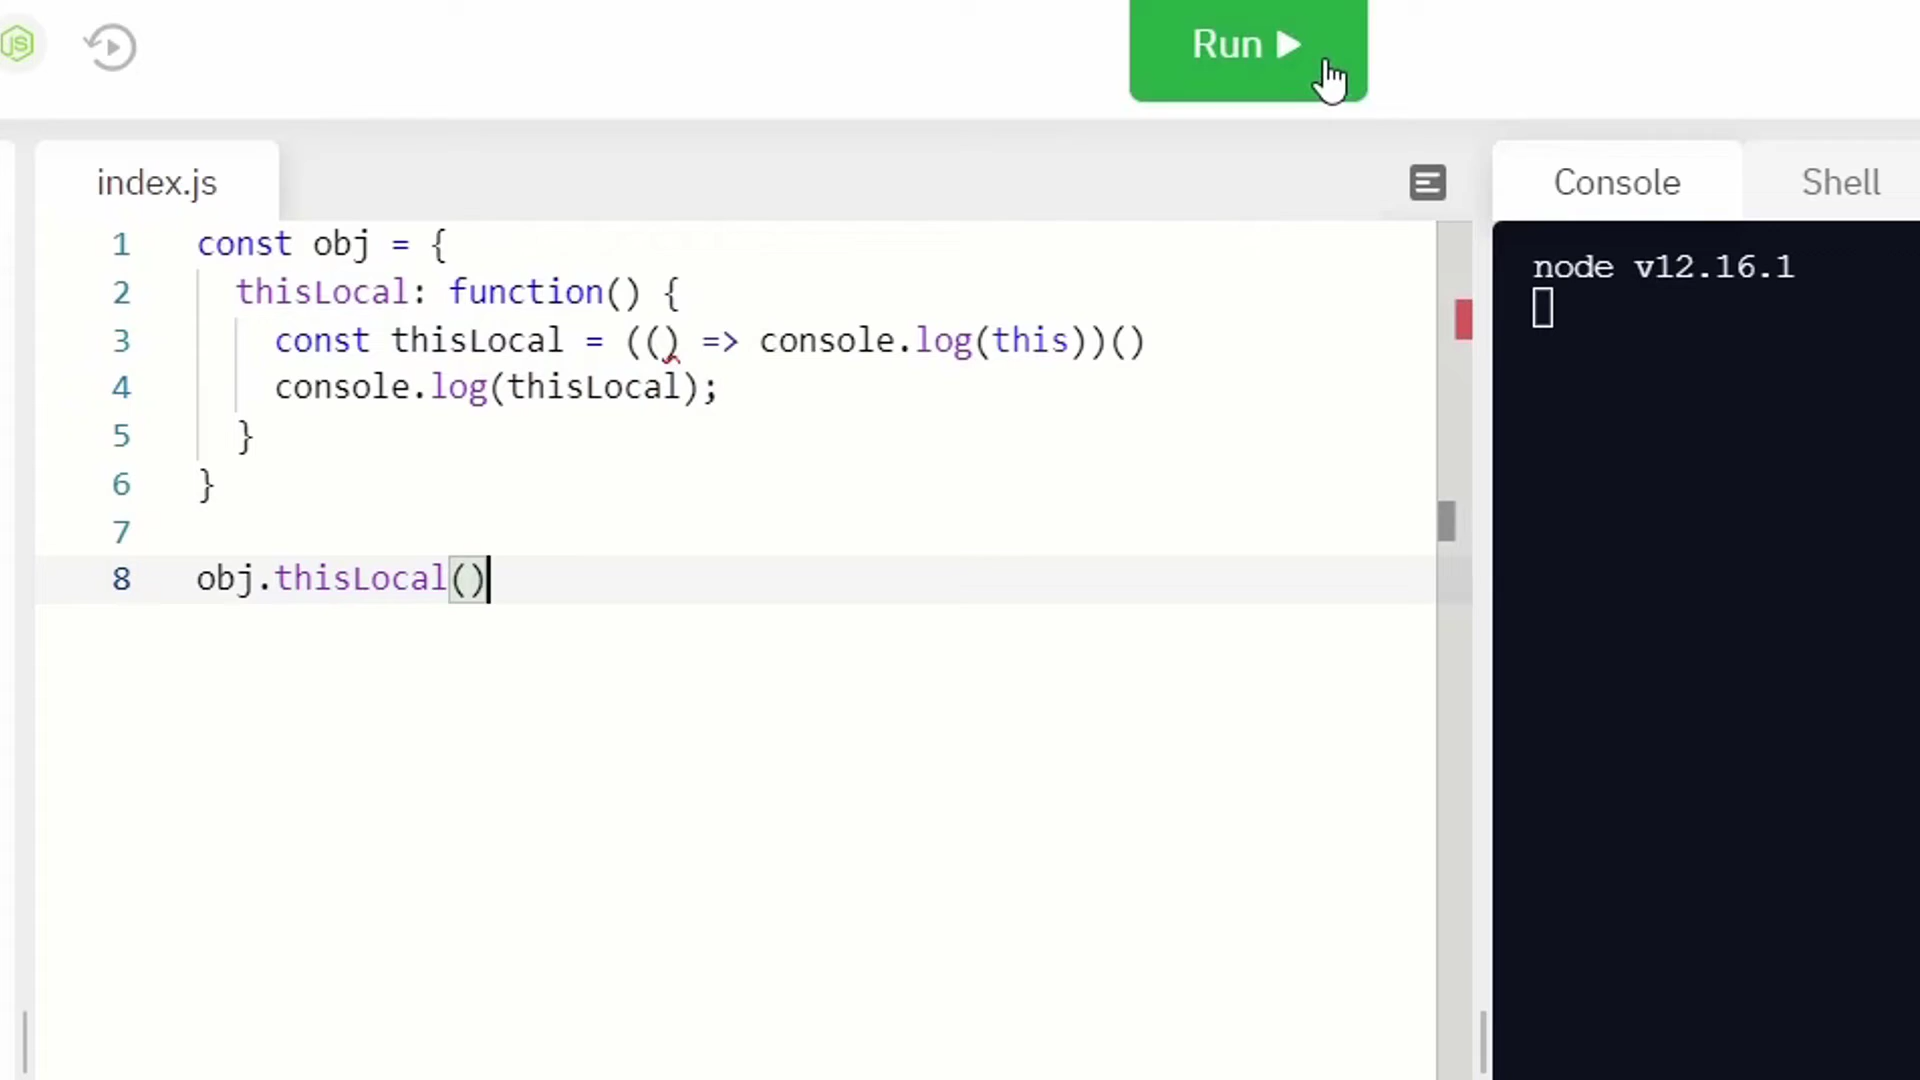 JS
Run
index.js
Console
Shell
1 const obj = {
2 thisLocal: function() {
3 const thisLocal = (() => console.log(this))()
4 console.log(thisLocal);
5 }
6 }
7
8 obj.thisLocal()
node v12.16.1